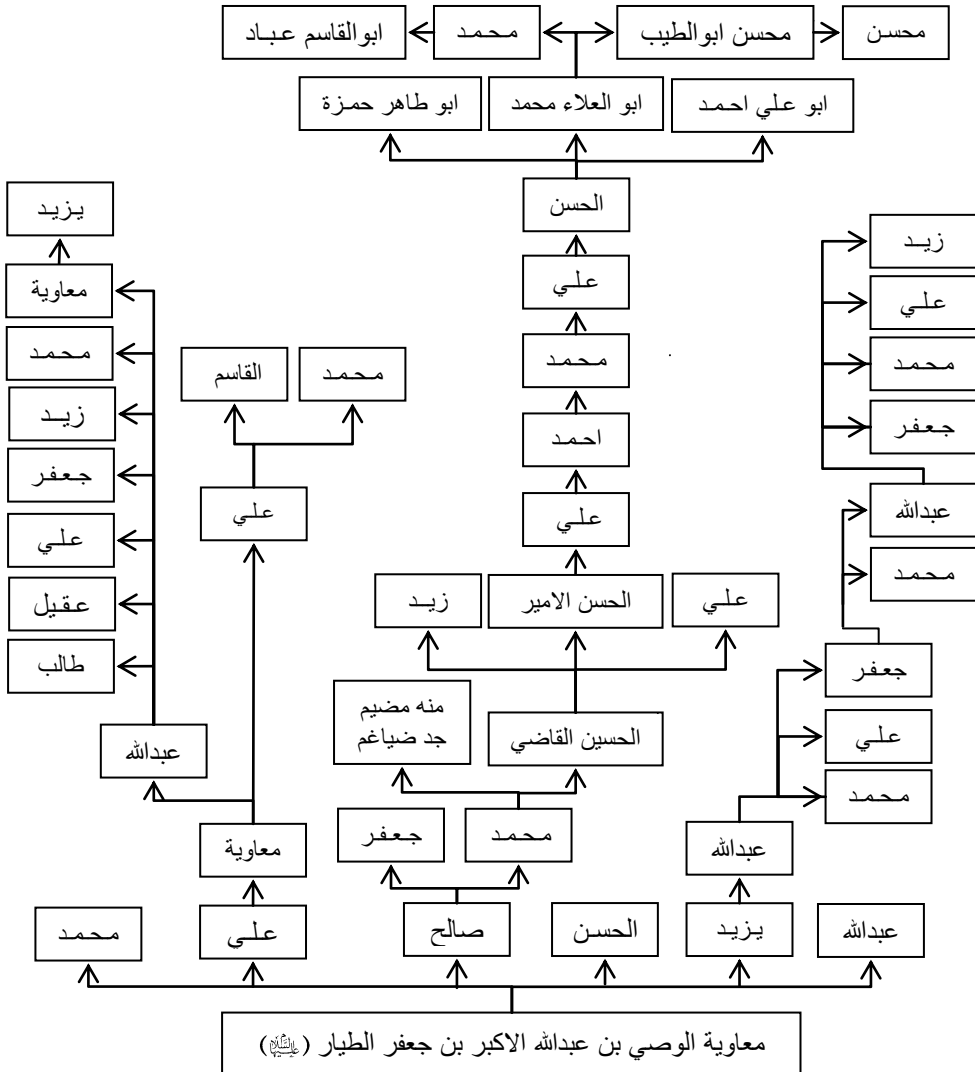 محسن
محسن ابوالطيب
محمد
ابوالقاسم عباد
ابو علي احمد
ابو العلاء محمد
ابو طاهر حمزة
الحسن
يزيد
زيد
علي
معاوية
علي
محمد
محمد
محمد
القاسم
محمد
زيد
جعفر
احمد
جعفر
عبدالله
علي
علي
علي
محمد
علي
الحسن الامير
زيد
عقيل
جعفر
طالب
منه مضيم
جد ضياغم
الحسين القاضي
علي
عبدالله
محمد
عبدالله
محمد
جعفر
معاوية
عبدالله
يزيد
الحسن
صالح
علي
محمد
معاوية الوصي بن عبدالله الاكبر بن جعفر الطيار (عليه السلام)